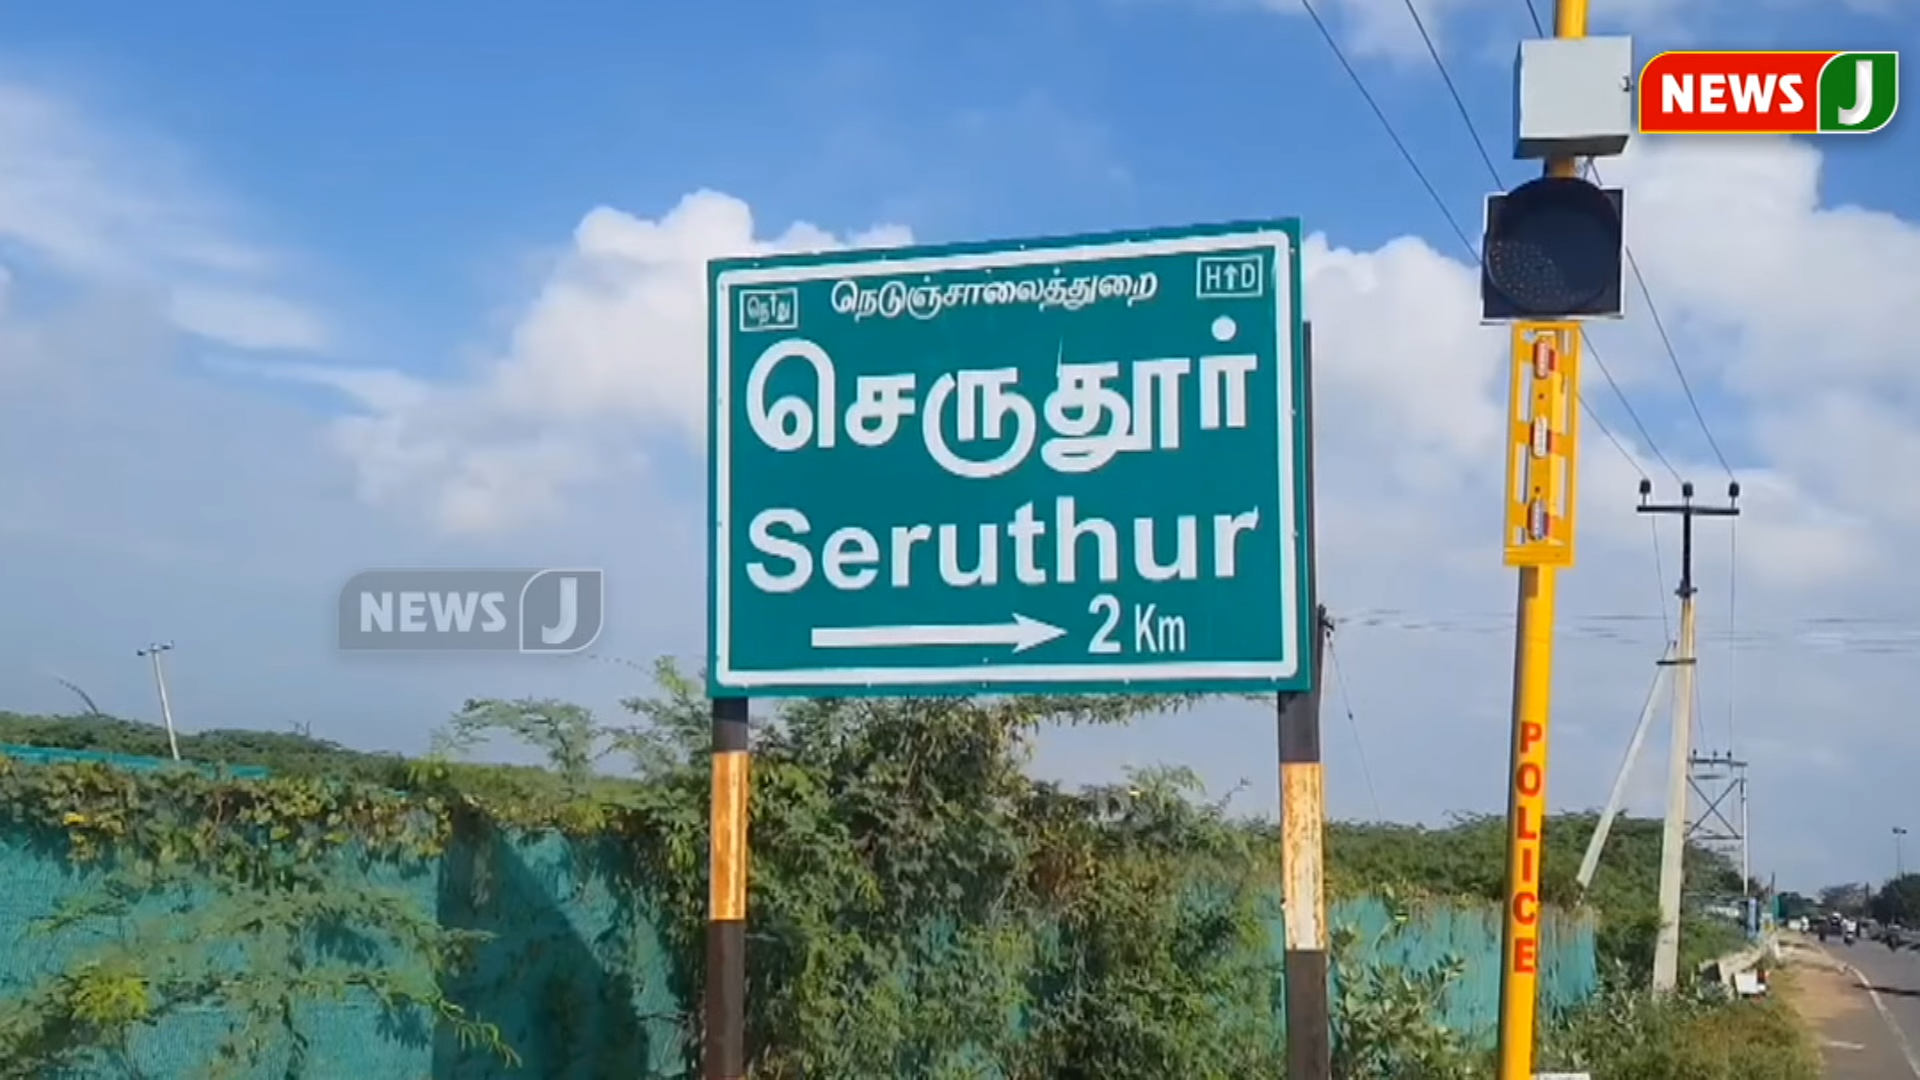 NEWS J
நெ↑து நெடுஞ்சாலைத்துறை H↑D
செருதூர்
Seruthur
→ 2 Km
NEWS J
POLICE